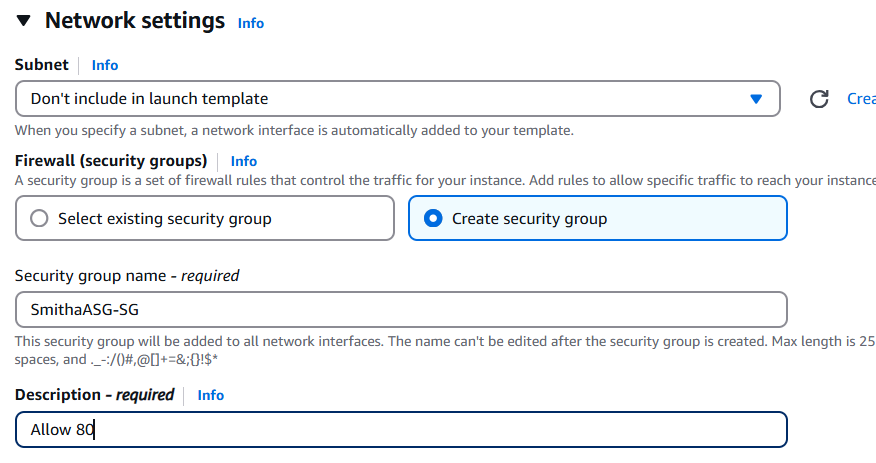 Network settings Info
Subnet Info
Don't include in launch template
Crea
When you specify a subnet, a network interface is automatically added to your template.
Firewall (security groups) Info
A security group is a set of firewall rules that control the traffic for your instance. Add rules to allow specific traffic to reach your instance
Select existing security group
Create security group
Security group name - required
SmithaASG-SG
This security group will be added to all network interfaces. The name can't be edited after the security group is created. Max length is 25
spaces, and ._-:/()#,@[]+=&;{}!$*
Description - required Info
Allow 80